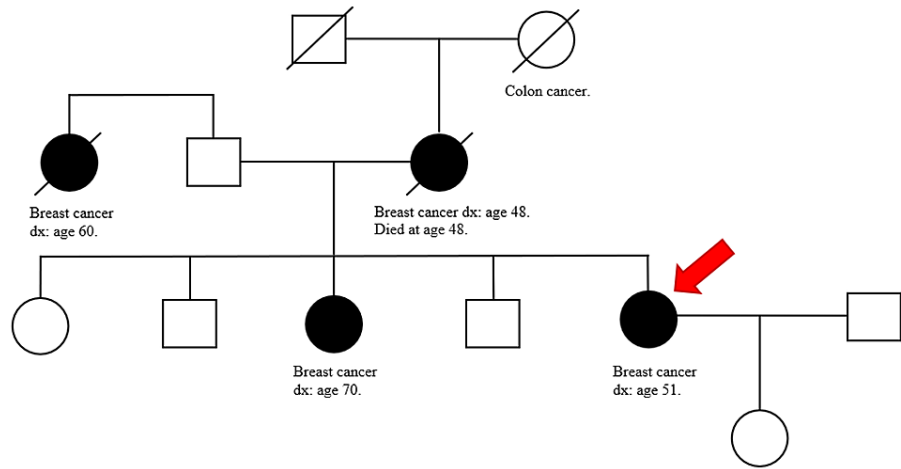 Colon cancer.
Breast cancer
dx: age 60.
Breast cancer dx: age 48.
Died at age 48.
Breast cancer
dx: age 70.
Breast cancer
dx: age 51.